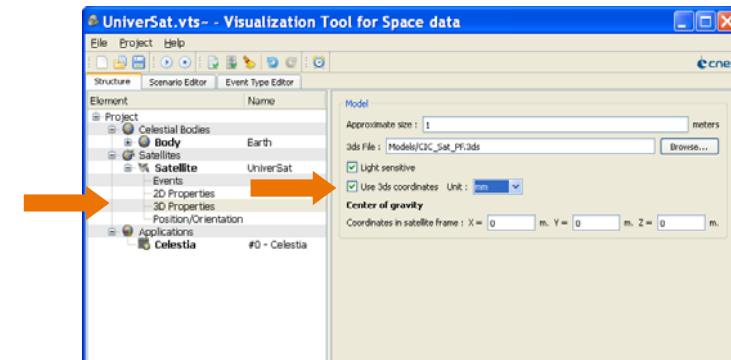 UniverSat.vts~ - Visualization Tool for Space data
File Project Help
cnes
Structure Scenario Editor Event Type Editor
Element Name
Project
Celestial Bodies
Body Earth
Satellites
Satellite UniverSat
Events
2D Properties
3D Properties
Position/Orientation
Applications
Celestia #0 - Celestia
Model
Approximate size : 1 meters
3ds File : Models/CIC_Sat_PF.3ds Browse...
Light sensitive
Use 3ds coordinates Unit : mm
Center of gravity
Coordinates in satellite frame : X = 0 m. Y = 0 m. Z = 0 m.